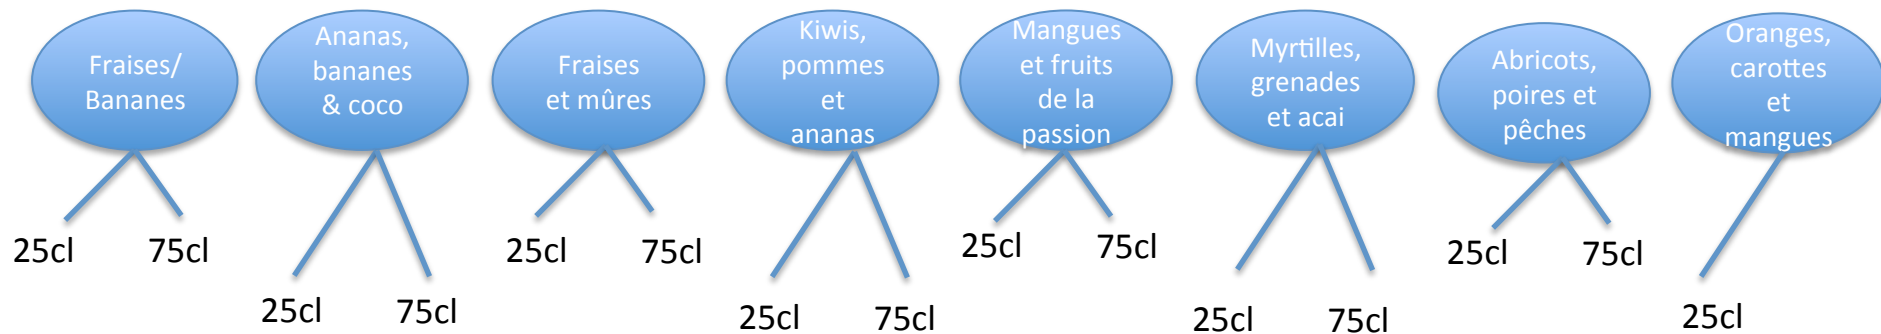 Fraises/
Bananes
Ananas,
bananes
& coco
Fraises
et mûres
Kiwis,
pommes
et
ananas
Mangues
et fruits
de la
passion
Myrtilles,
grenades
et acai
Abricots,
poires et
pêches
Oranges,
carottes
et
mangues
25cl
75cl
25cl
75cl
25cl
75cl
25cl
75cl
25cl
75cl
25cl
75cl
25cl
75cl
25cl